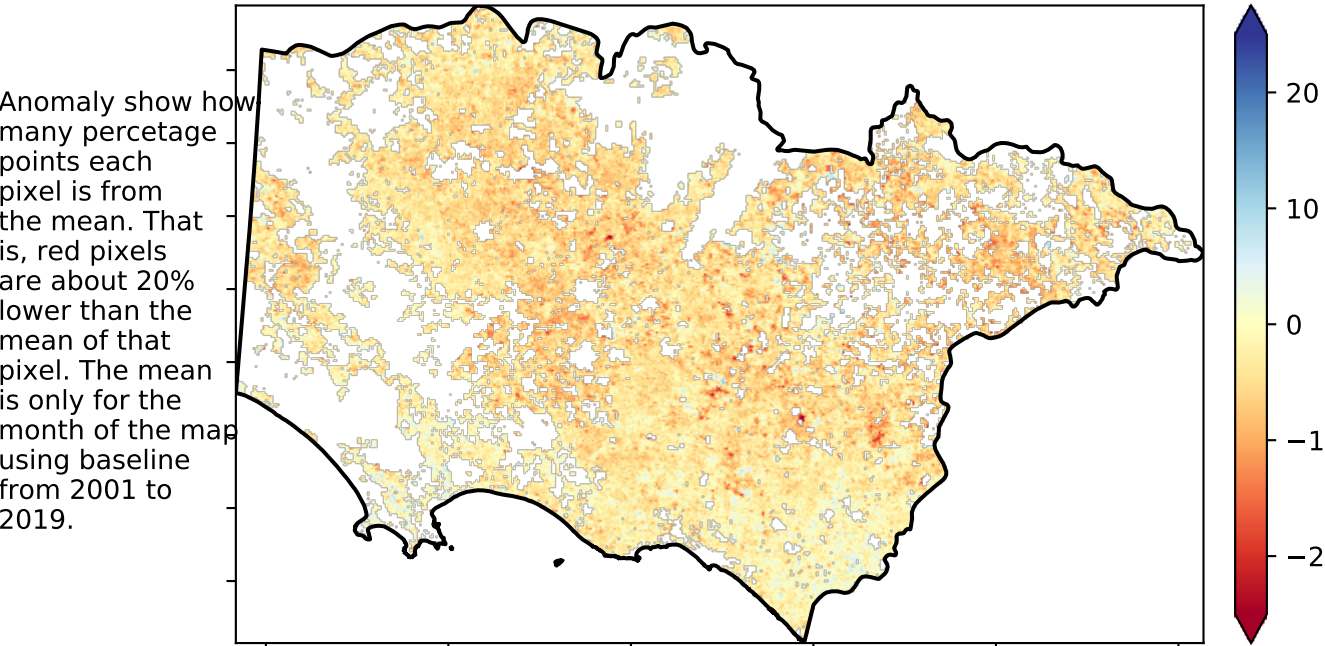 Anomaly show how
many percetage
points each
pixel is from
the mean. That
is, red pixels
are about 20%
lower than the
mean of that
pixel. The mean
is only for the
month of the map
using baseline
from 2001 to
2019.
20
10
0
−1
−2